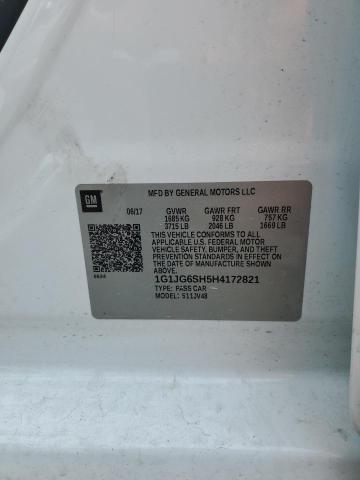 GM
MFD BY GENERAL MOTORS LLC
06/17 GVWR GAWR FRT GAWR RR
1685 KG 928 KG 757 KG
3715 LB 2046 LB 1669 LB
THIS VEHICLE CONFORMS TO ALL
APPLICABLE U.S. FEDERAL MOTOR
VEHICLE SAFETY, BUMPER, AND THEFT
PREVENTION STANDARDS IN EFFECT ON
THE DATE OF MANUFACTURE SHOWN
ABOVE.
1G1JG6SH5H4172821
TYPE: PASS CAR
MODEL: 511JV48